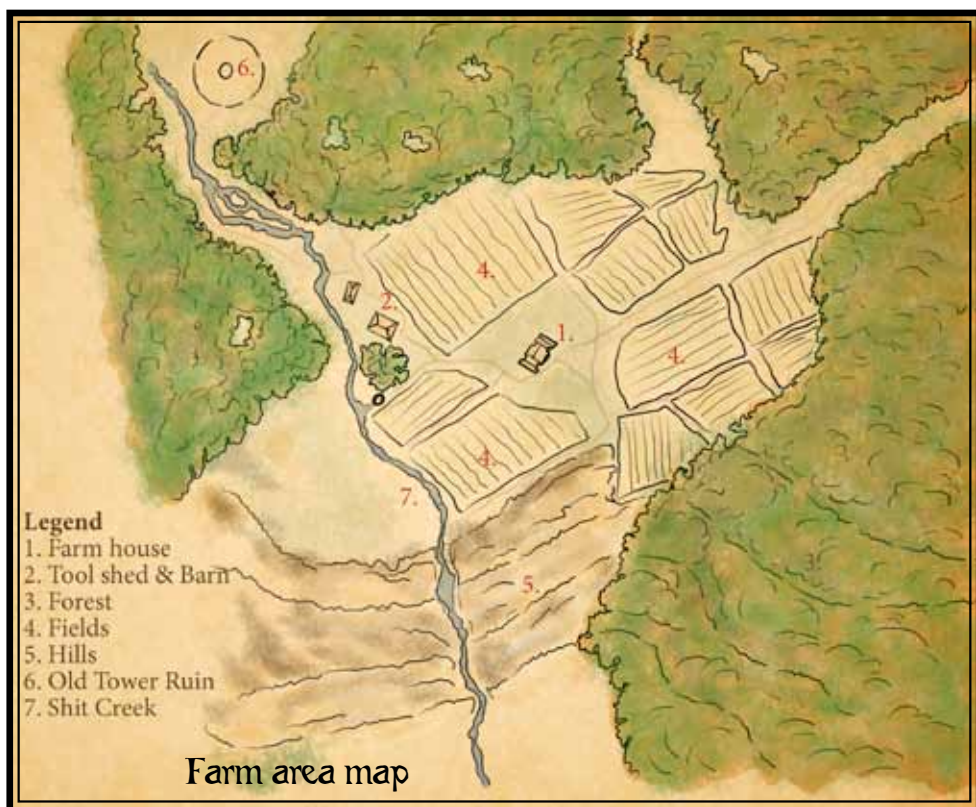 6.
3.
4.
2.
1.
4.
4.
7.
5.
Legend
1. Farm house
2. Tool shed & Barn
3. Forest
4. Fields
5. Hills
6. Old Tower Ruin
7. Shit Creek
Farm area map